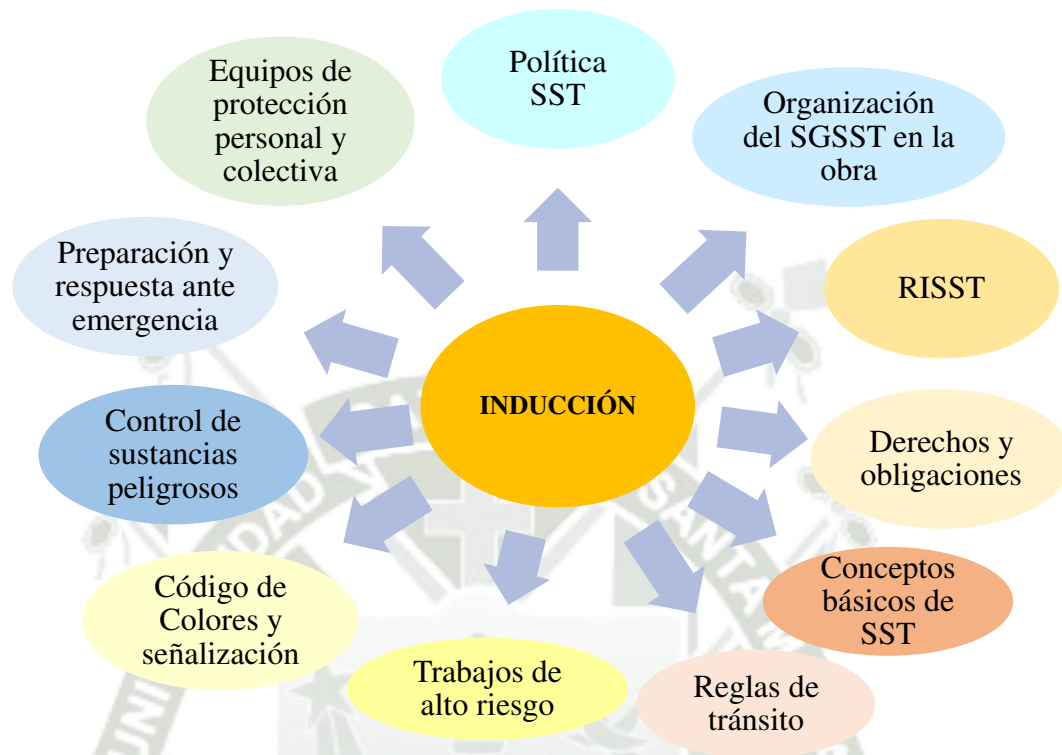 Política
SST
Organización
del SGSST en la
obra
RISST
Derechos y
obligaciones
Conceptos
básicos de
SST
Reglas de
tránsito
Trabajos de
alto riesgo
Código de
Colores y
señalización
Control de
sustancias
peligrosos
Preparación y
respuesta ante
emergencia
Equipos de
protección
personal y
colectiva
INDUCCIÓN